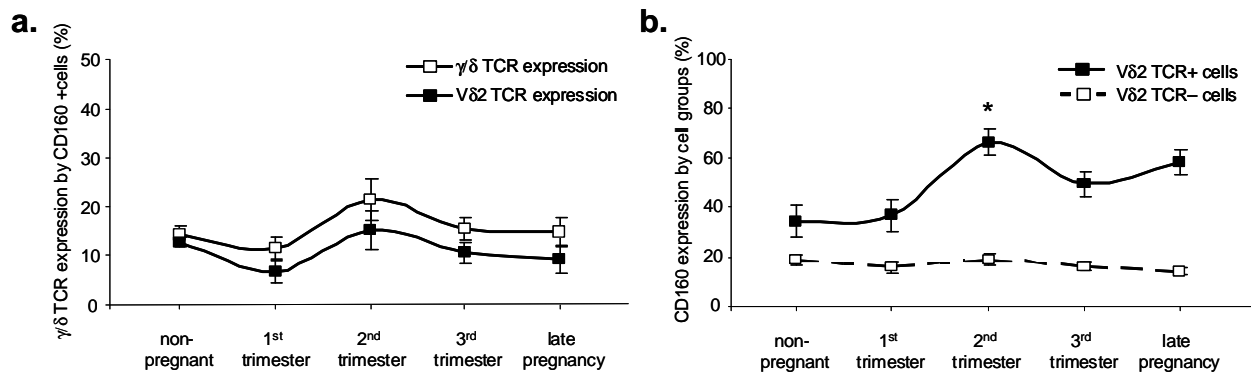 a.
γ/δ TCR expression by CD160 +cells (%)
50
40
30
20
10
0
γ/δ TCR expression
Vδ2 TCR expression
non-
pregnant
1st
trimester
2nd
trimester
3rd
trimester
late
pregnancy
b.
CD160 expression by cell groups (%)
100
80
60
40
20
0
Vδ2 TCR+ cells
Vδ2 TCR– cells
*
non-
pregnant
1st
trimester
2nd
trimester
3rd
trimester
late
pregnancy